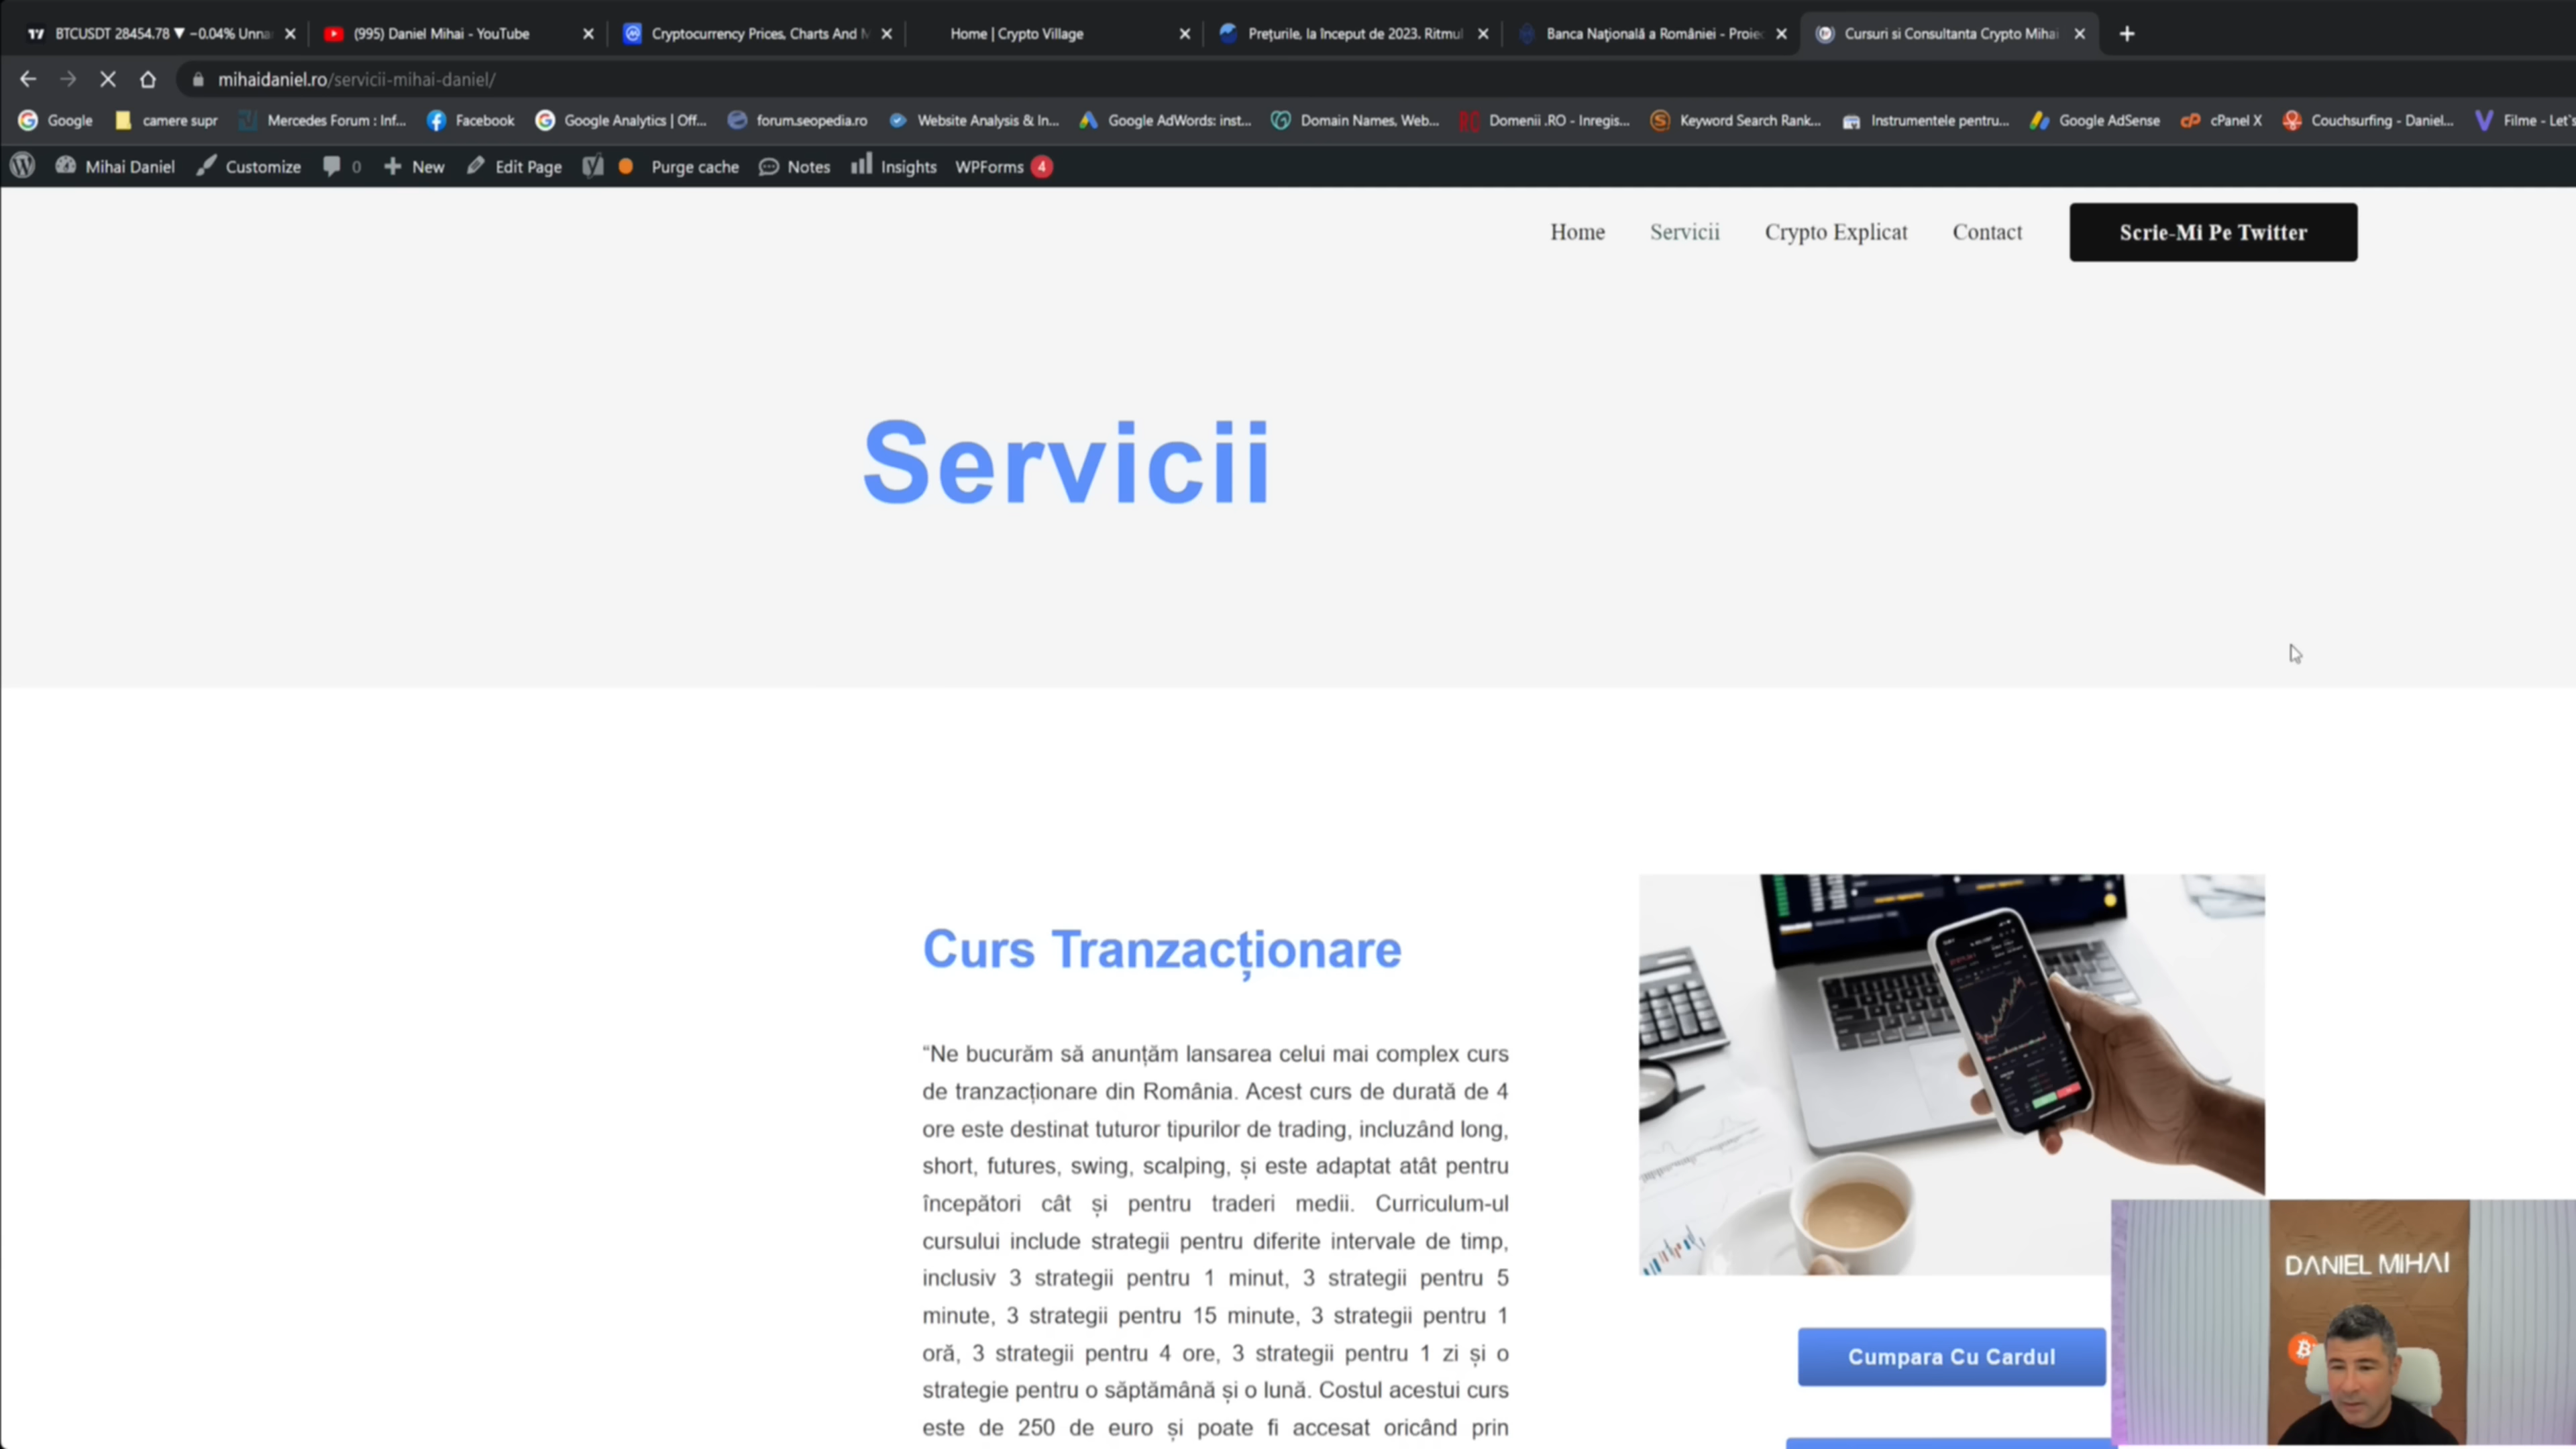 BTCUSDT 28454.78 ▼ −0.04% Unna
(995) Daniel Mihai - YouTube
Cryptocurrency Prices, Charts And M
Home | Crypto Village
Prețurile, la început de 2023. Ritmul
Banca Naţională a României - Proiec
Cursuri si Consultanta Crypto Mihai
mihaidaniel.ro/servicii-mihai-daniel/
Google
camere supr
Mercedes Forum : Inf...
Facebook
Google Analytics | Off...
forum.seopedia.ro
Website Analysis & In...
Google AdWords: inst...
Domain Names, Web...
Domenii .RO - Inregis...
Keyword Search Rank...
Instrumentele pentru...
Google AdSense
cPanel X
Couchsurfing - Daniel...
Filme - Let's
Mihai Daniel
Customize
0
New
Edit Page
Purge cache
Notes
Insights
WPForms 4
Home
Servicii
Crypto Explicat
Contact
Scrie-Mi Pe Twitter
Servicii
Curs Tranzacționare
“Ne bucurăm să anunțăm lansarea celui mai complex curs
de tranzacționare din România. Acest curs de durată de 4
ore este destinat tuturor tipurilor de trading, incluzând long,
short, futures, swing, scalping, și este adaptat atât pentru
începători cât și pentru traderi medii. Curriculum-ul
cursului include strategii pentru diferite intervale de timp,
inclusiv 3 strategii pentru 1 minut, 3 strategii pentru 5
minute, 3 strategii pentru 15 minute, 3 strategii pentru 1
oră, 3 strategii pentru 4 ore, 3 strategii pentru 1 zi și o
strategie pentru o săptămână și o lună. Costul acestui curs
este de 250 de euro și poate fi accesat oricând prin
Cumpara Cu Cardul
DANIEL MIHAI